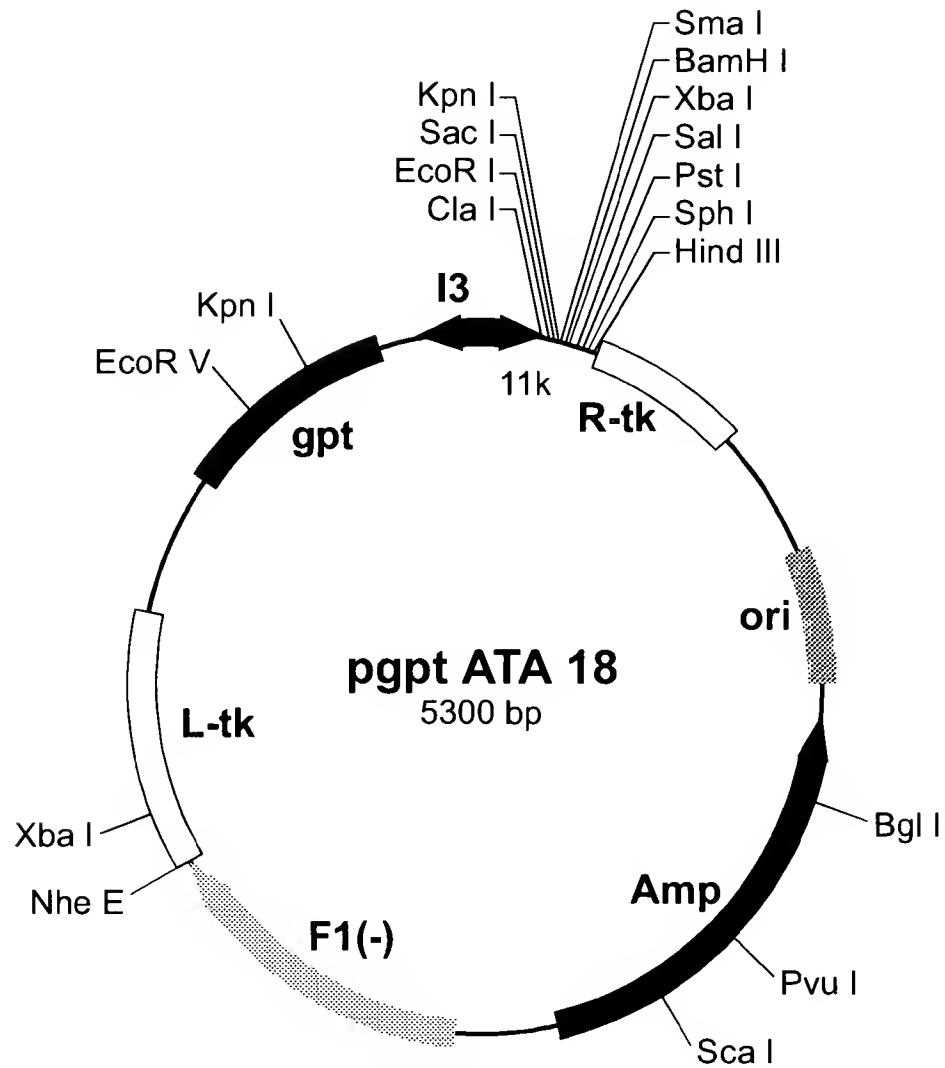 Sma I
BamH I
Xba I
Sal I
Pst I
Sph I
Hind III
Kpn I
Sac I
EcoR I
Cla I
I3
11k
R-tk
Kpn I
EcoR V
gpt
ori
pgpt ATA 18
5300 bp
L-tk
Xba I
Nhe E
F1(-)
Amp
Bgl I
Pvu I
Sca I